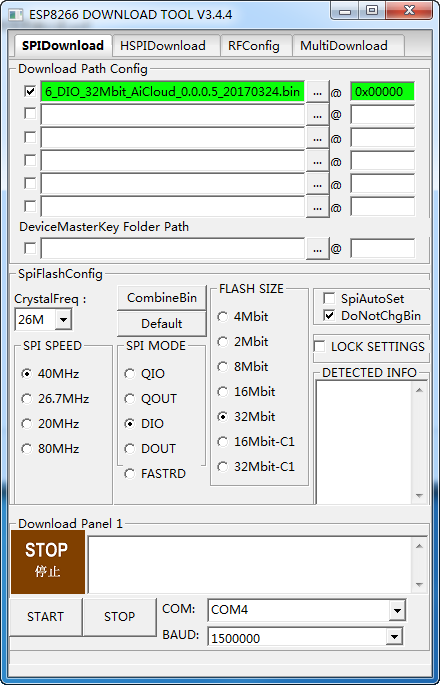 ESP8266 DOWNLOAD TOOL V3.4.4
SPIDownload HSPIDownload RFConfig MultiDownload
Download Path Config
6_DIO_32Mbit_AiCloud_0.0.0.5_20170324.bin ... @ 0x00000
... @
... @
... @
... @
... @
DeviceMasterKey Folder Path
... @
SpiFlashConfig
CrystalFreq :
26M
CombineBin
Default
SPI SPEED
40MHz
26.7MHz
20MHz
80MHz
SPI MODE
QIO
QOUT
DIO
DOUT
FASTRD
FLASH SIZE
4Mbit
2Mbit
8Mbit
16Mbit
32Mbit
16Mbit-C1
32Mbit-C1
SpiAutoSet
DoNotChgBin
LOCK SETTINGS
DETECTED INFO
Download Panel 1
STOP
停止
START STOP
COM: COM4
BAUD: 1500000